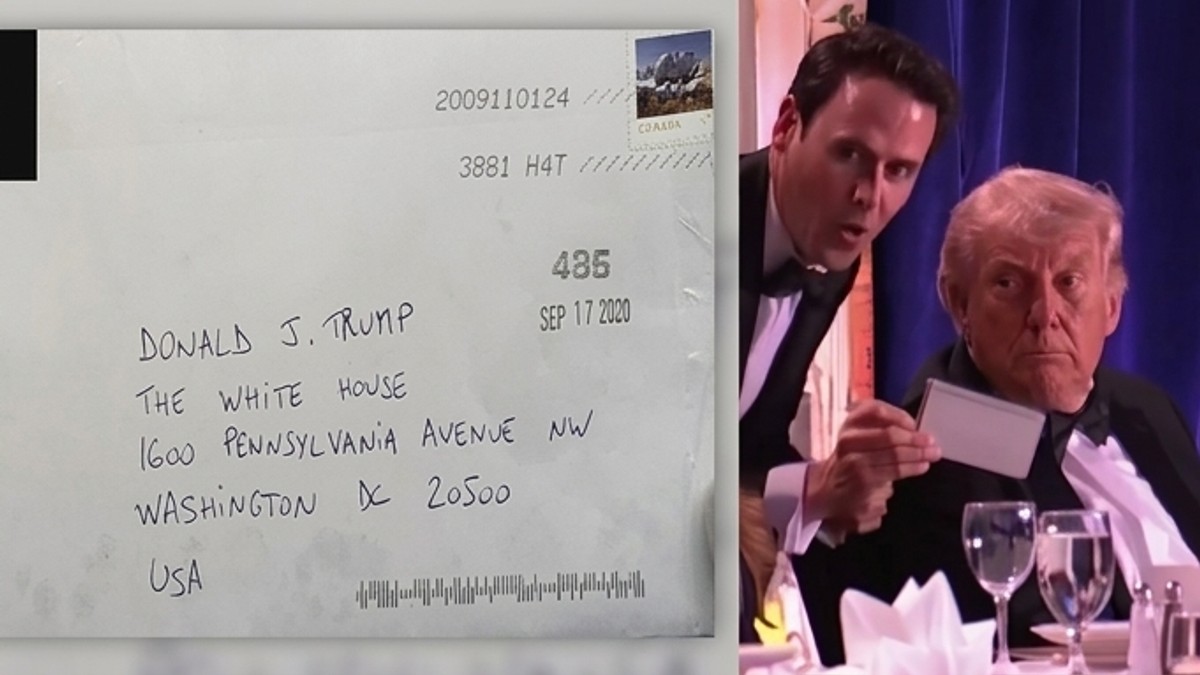 2009110124
CANADA
3881 H4T
486
SEP 17 2020
DONALD J. TRUMP
THE WHITE HOUSE
1600 PENNSYLVANIA AVENUE NW
WASHINGTON DC 20500
USA